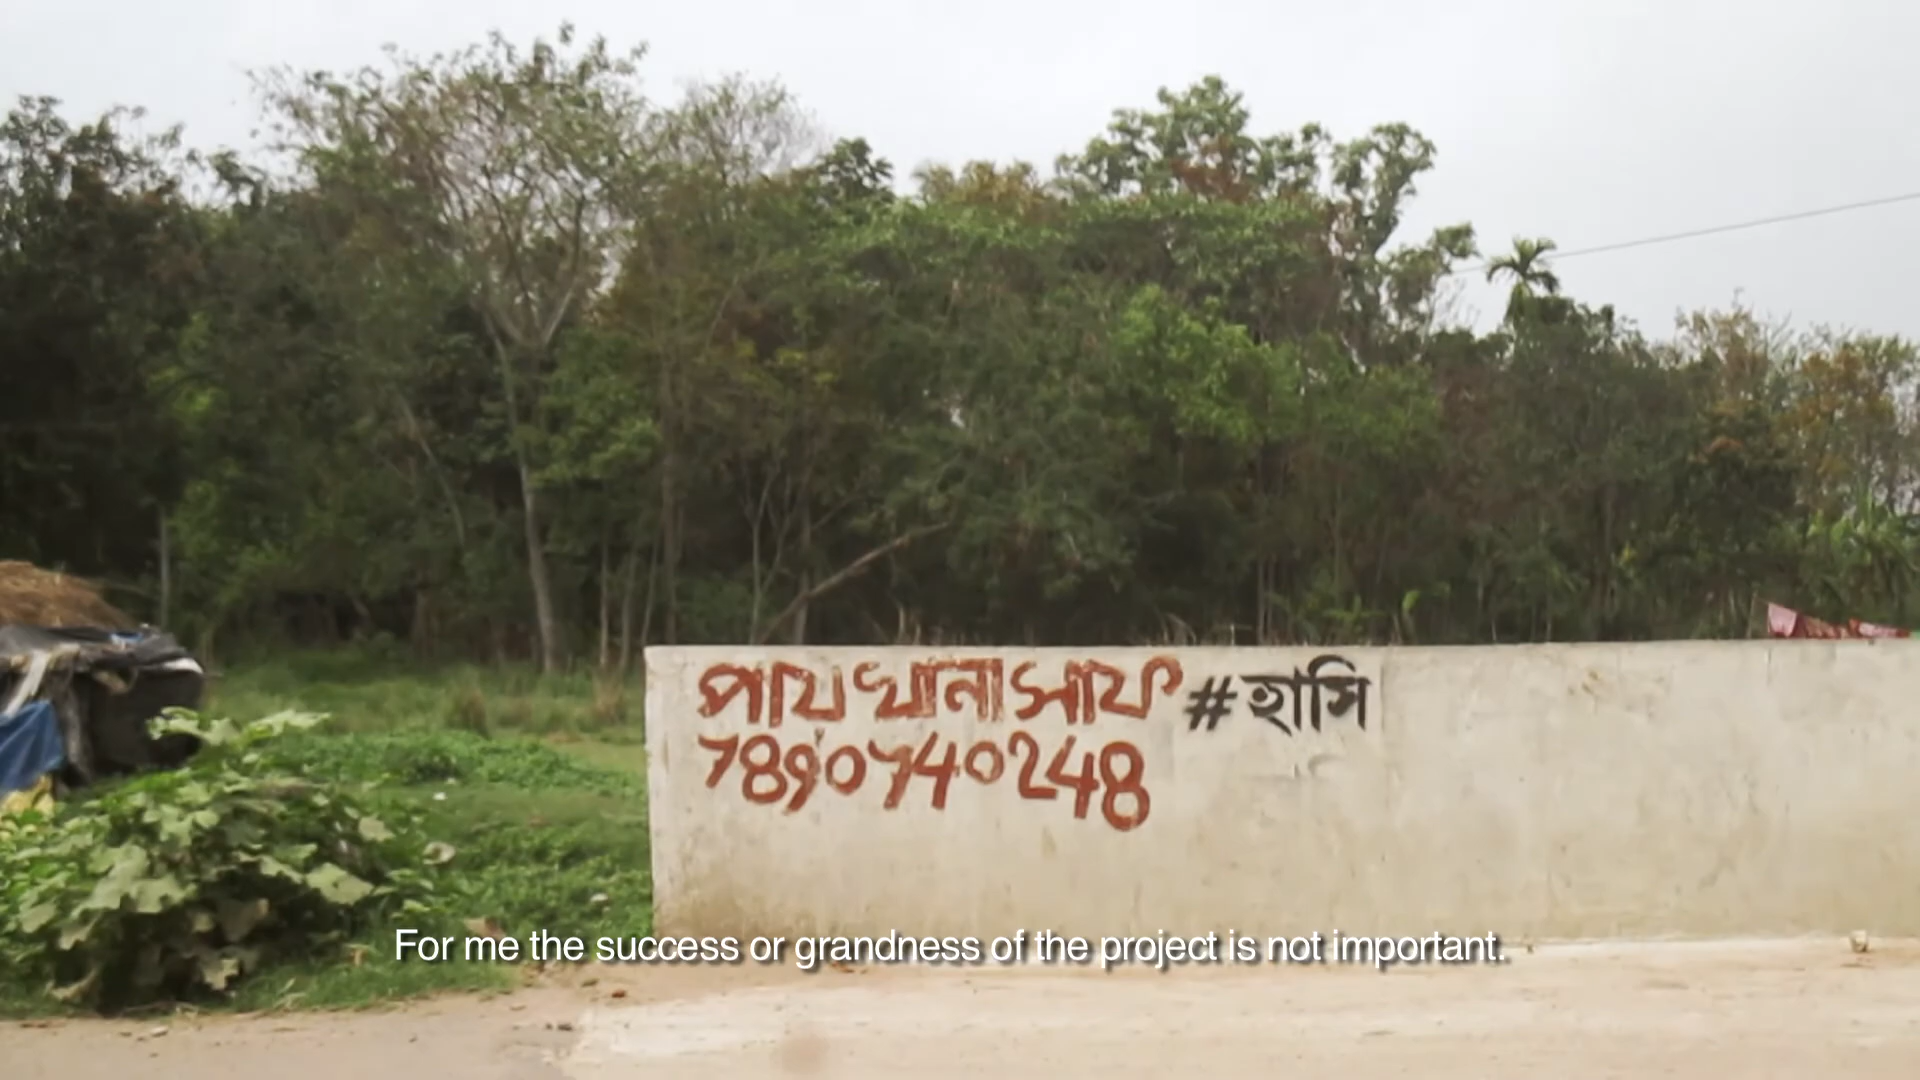 পায়খানা সাফ #হাসি
7890740248
For me the success or grandness of the project is not important.